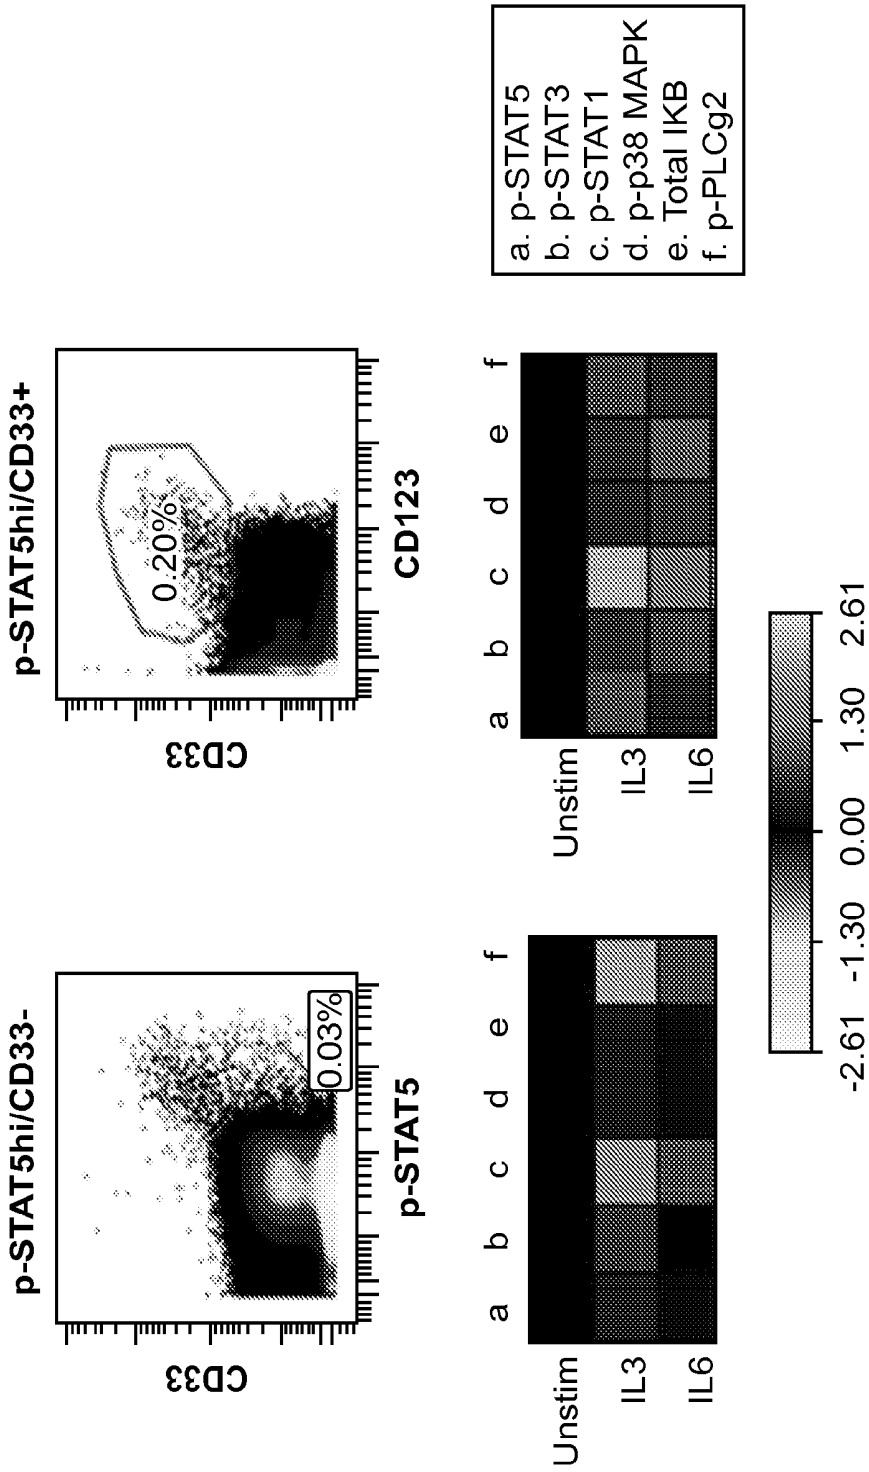 p-STAT5hi/CD33-
CD33
0.03%
p-STAT5
p-STAT5hi/CD33+
CD33
0.20%
CD123
a b c d e f
Unstim
IL3
IL6
a b c d e f
Unstim
IL3
IL6
a. p-STAT5
b. p-STAT3
c. p-STAT1
d. p-p38 MAPK
e. Total IKB
f. p-PLCg2
-2.61 -1.30 0.00 1.30 2.61